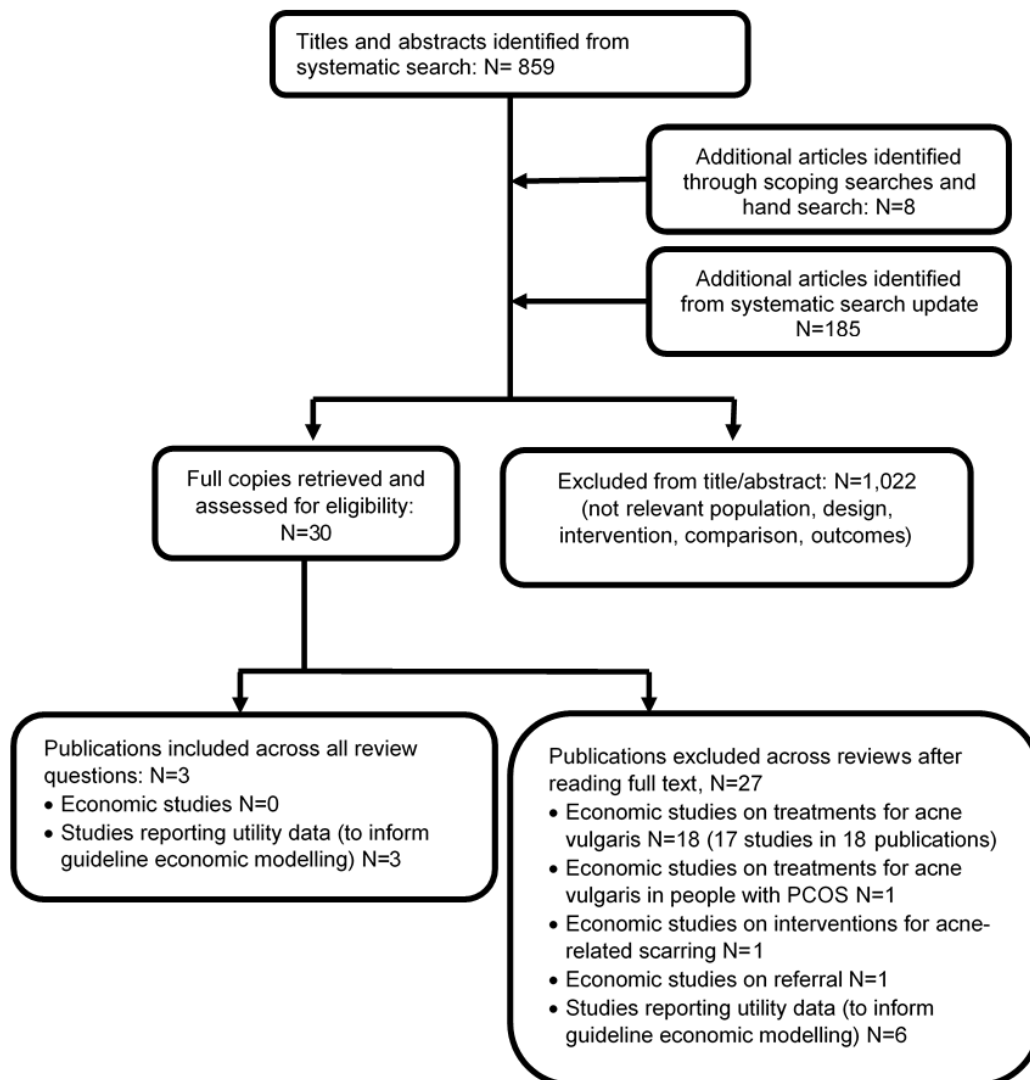 Titles and abstracts identified from
systematic search: N= 859
Additional articles identified
through scoping searches and
hand search: N=8
Additional articles identified
from systematic search update
N=185
Full copies retrieved and
assessed for eligibility:
N=30
Excluded from title/abstract: N=1,022
(not relevant population, design,
intervention, comparison, outcomes)
Publications included across all review
questions: N=3
• Economic studies N=0
• Studies reporting utility data (to inform
guideline economic modelling) N=3
Publications excluded across reviews after
reading full text, N=27
• Economic studies on treatments for acne
vulgaris N=18 (17 studies in 18 publications)
• Economic studies on treatments for acne
vulgaris in people with PCOS N=1
• Economic studies on interventions for acne-
related scarring N=1
• Economic studies on referral N=1
• Studies reporting utility data (to inform
guideline economic modelling) N=6